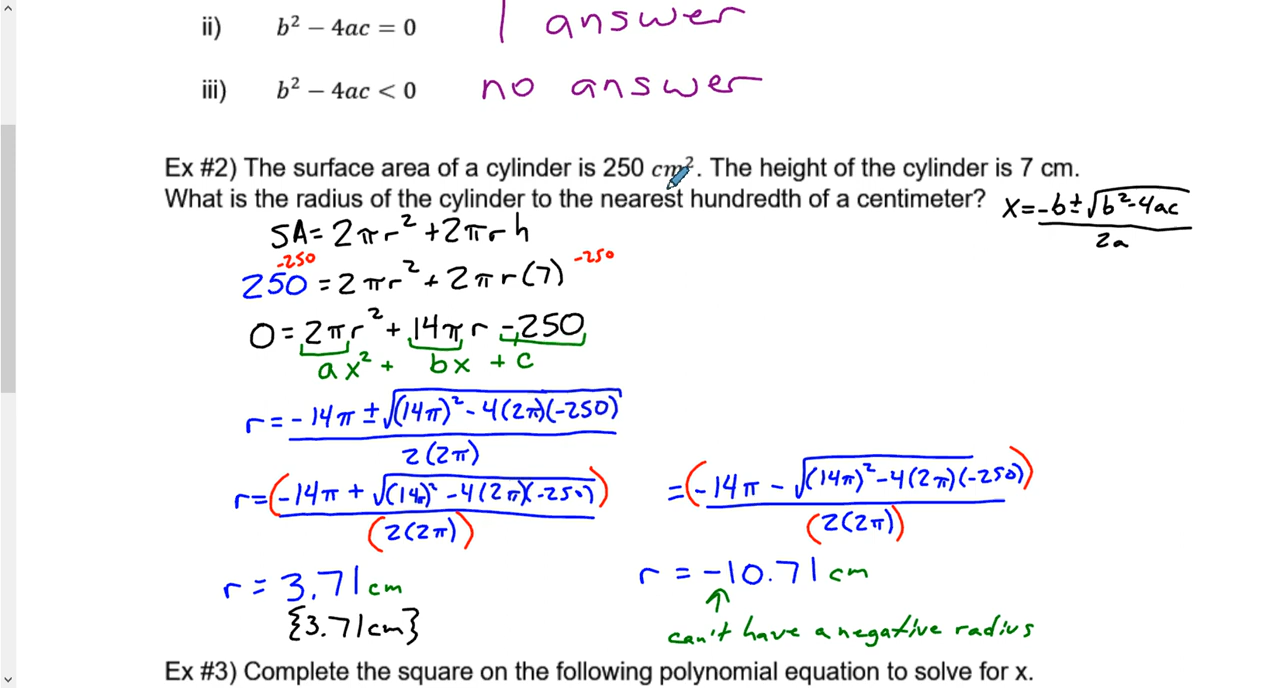 ii) b² − 4ac = 0 1 answer
iii) b² − 4ac < 0 no answer
Ex #2) The surface area of a cylinder is 250 cm². The height of the cylinder is 7 cm.
What is the radius of the cylinder to the nearest hundredth of a centimeter?
x = (-b ± √(b²-4ac)) / 2a
SA = 2πr² + 2πrh
-250 -250
250 = 2πr² + 2πr(7)
0 = 2πr² + 14πr - 250
ax² + bx + c
r = (-14π ± √((14π)² - 4(2π)(-250))) / 2(2π)
r = (-14π + √((14π)² - 4(2π)(-250))) / (2(2π))
= (-14π - √((14π)² - 4(2π)(-250))) / (2(2π))
r = 3.71 cm
r = -10.71 cm
{3.71 cm}
↑
can't have a negative radius
Ex #3) Complete the square on the following polynomial equation to solve for x.